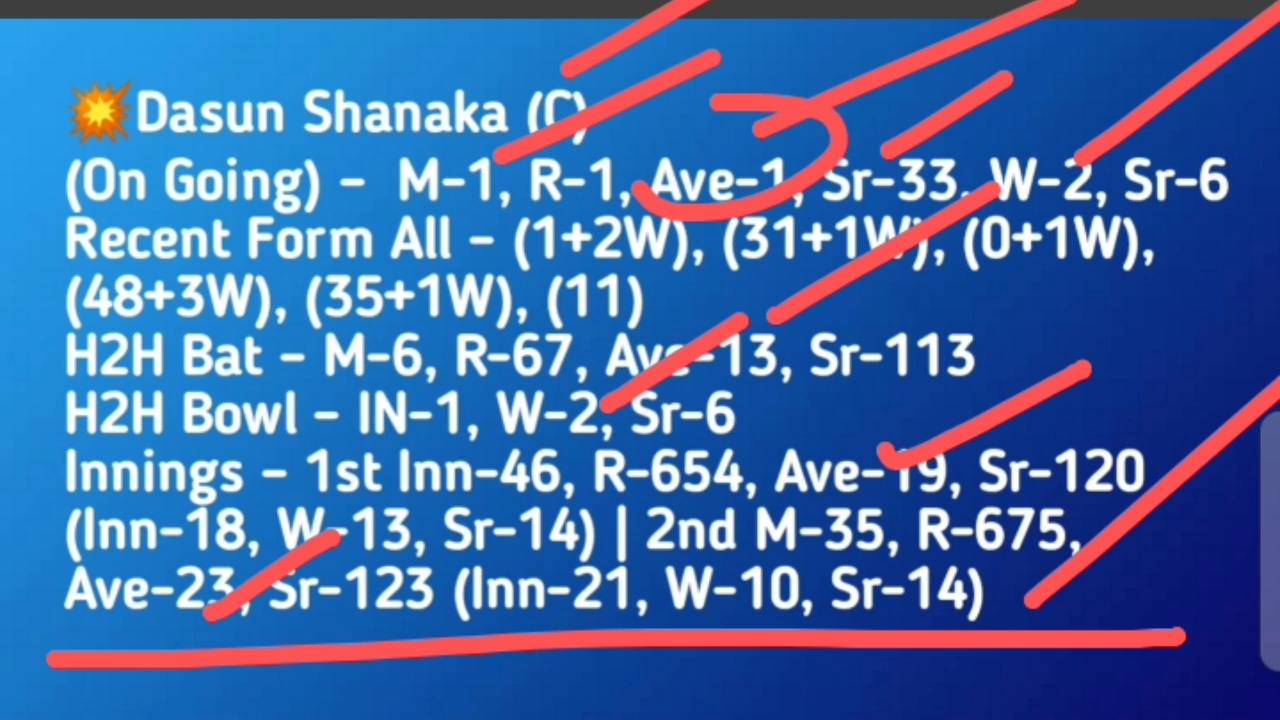 💥Dasun Shanaka (C)
(On Going) - M-1, R-1, Ave-1, Sr-33, W-2, Sr-6
Recent Form All - (1+2W), (31+1W), (0+1W),
(48+3W), (35+1W), (11)
H2H Bat - M-6, R-67, Ave-13, Sr-113
H2H Bowl - IN-1, W-2, Sr-6
Innings - 1st Inn-46, R-654, Ave-19, Sr-120
(Inn-18, W-13, Sr-14) | 2nd M-35, R-675,
Ave-23, Sr-123 (Inn-21, W-10, Sr-14)